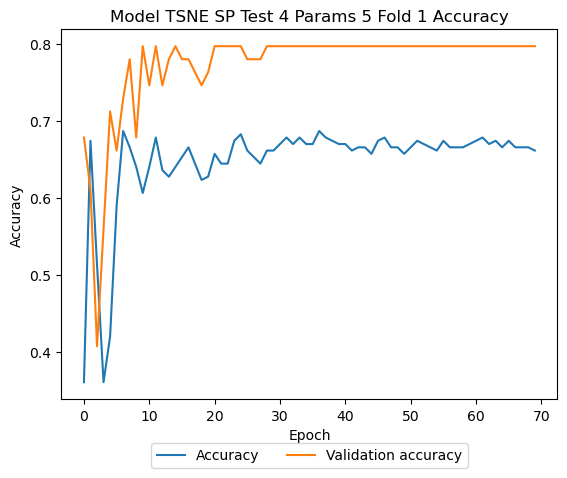 Model TSNE SP Test 4 Params 5 Fold 1 Accuracy
0.8
0.7
0.6
0.5
0.4
Accuracy
0 10 20 30 40 50 60 70
Epoch
Accuracy Validation accuracy